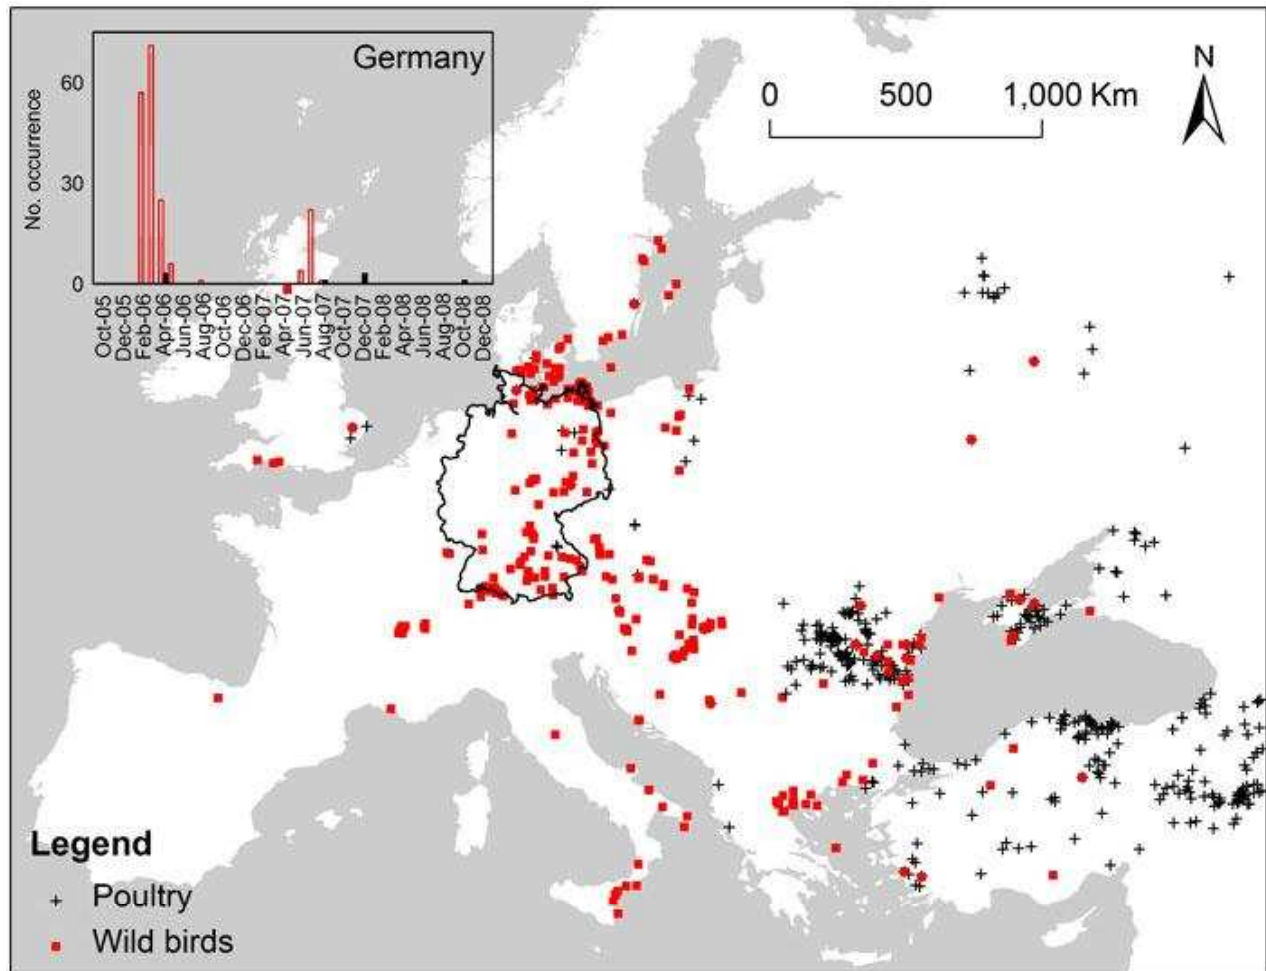 Germany
No. occurrence
60
30
0
Oct-05
Dec-05
Feb-06
Apr-06
Jun-06
Aug-06
Oct-06
Dec-06
Feb-07
Apr-07
Jun-07
Aug-07
Oct-07
Dec-07
Feb-08
Apr-08
Jun-08
Aug-08
Oct-08
Dec-08
0 500 1,000 Km
N
Legend
Poultry
Wild birds